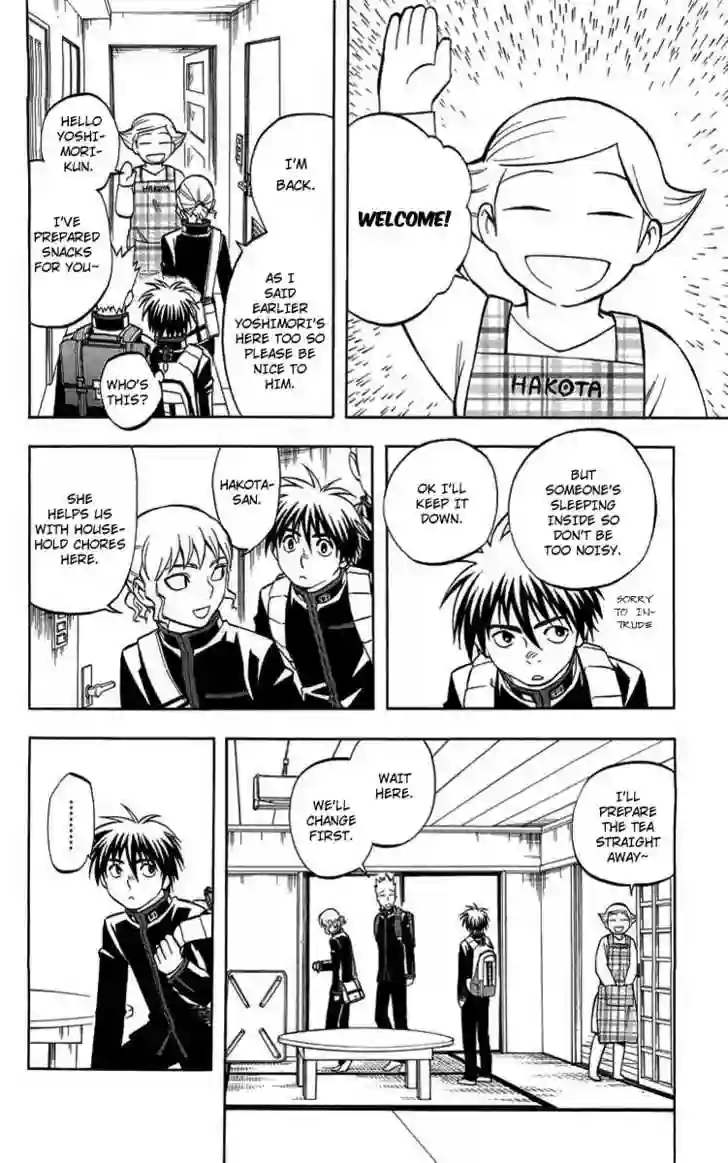 WELCOME!
HAKOTA
I'M
BACK.
AS I
SAID
EARLIER
YOSHIMORI'S
HERE TOO SO
PLEASE BE
NICE TO
HIM.
HELLO
YOSHI-
MORI-
KUN.
I'VE
PREPARED
SNACKS
FOR YOU~
HAKOTA
WHO'S
THIS?
BUT
SOMEONE'S
SLEEPING
INSIDE SO
DON'T BE
TOO NOISY.
OK I'LL
KEEP IT
DOWN.
SORRY
TO IN-
TRUDE
HAKOTA-
SAN.
SHE
HELPS US
WITH HOUSE-
HOLD CHORES
HERE.
I'LL
PREPARE
THE TEA
STRAIGHT
AWAY~
WAIT
HERE.
WE'LL
CHANGE
FIRST.
........